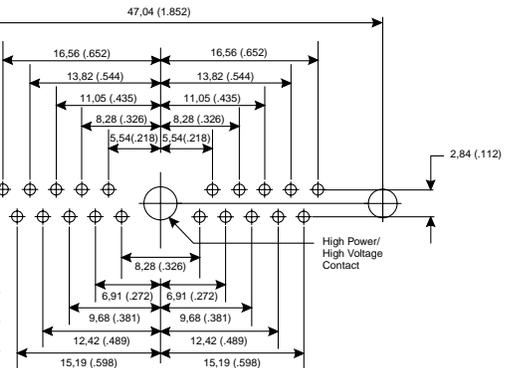 47,04 (1.852)
16,56 (.652) 16,56 (.652)
13,82 (.544) 13,82 (.544)
11,05 (.435) 11,05 (.435)
8,28 (.326) 8,28 (.326)
5,54(.218) 5,54(.218)
2,84 (.112)
High Power/
High Voltage
Contact
8,28 (.326)
6,91 (.272) 6,91 (.272)
9,68 (.381) 9,68 (.381)
12,42 (.489) 12,42 (.489)
15,19 (.598) 15,19 (.598)